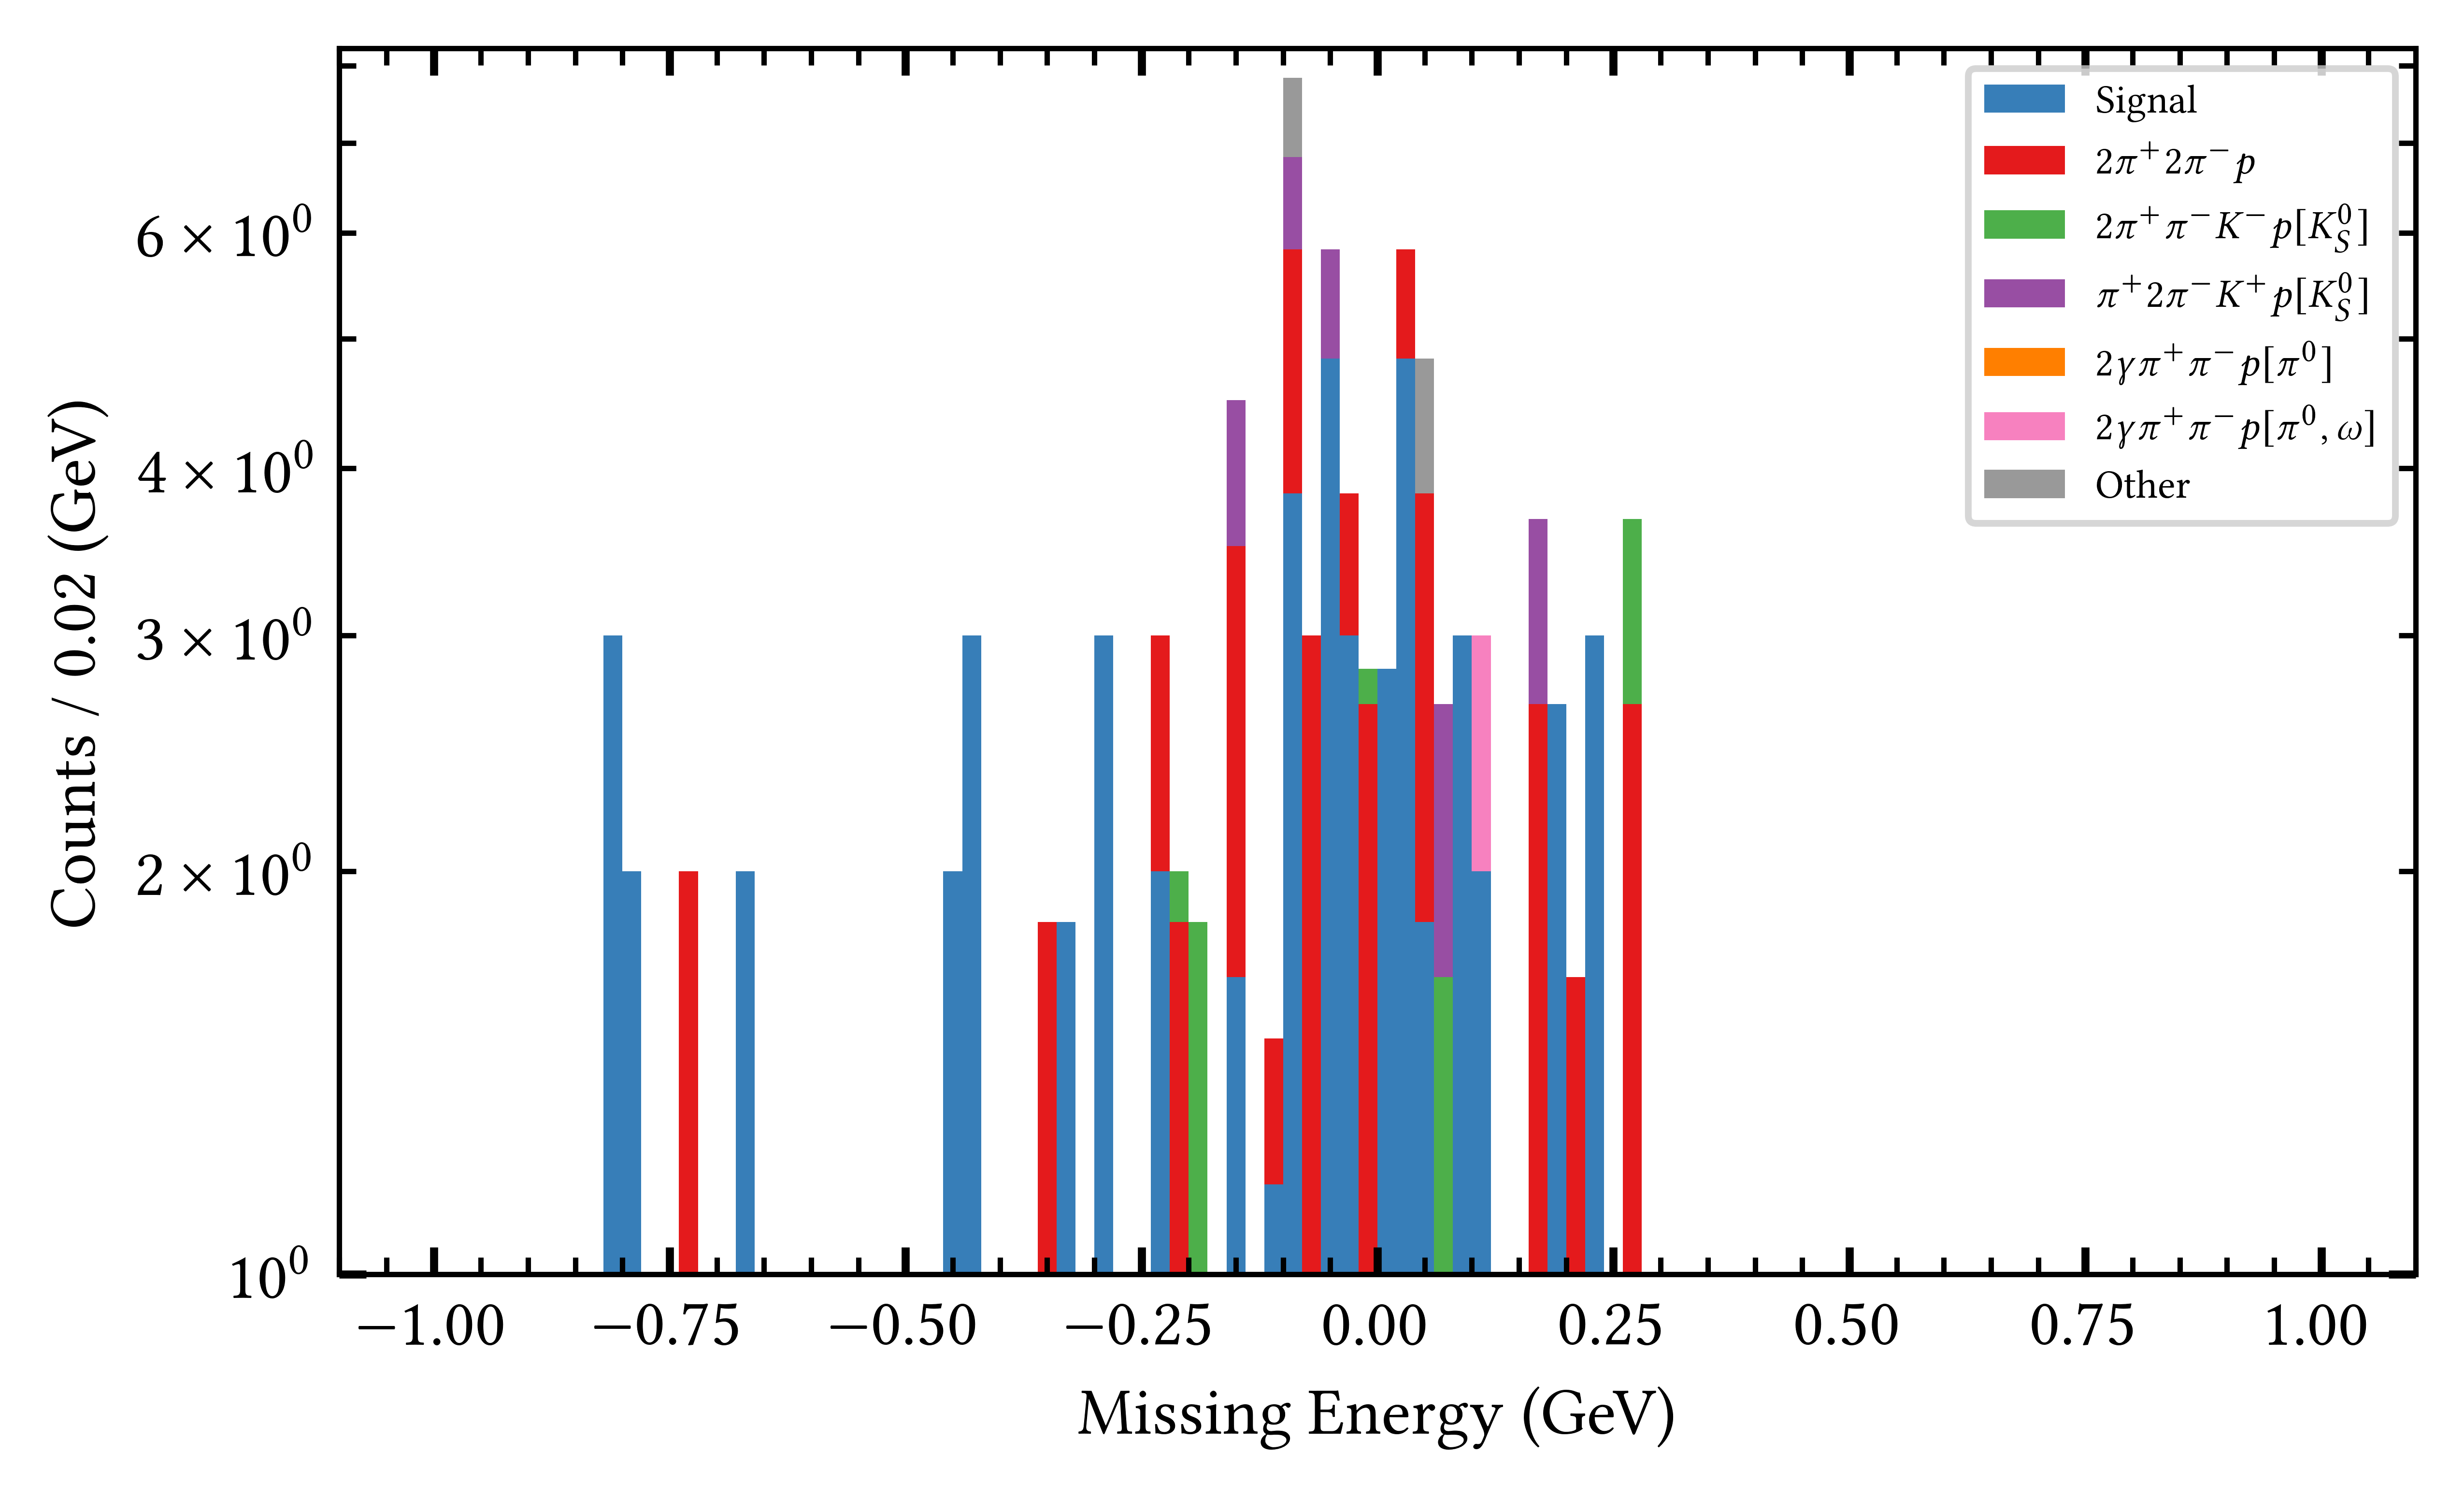 Counts / 0.02 (GeV)
6 × 10⁰
4 × 10⁰
3 × 10⁰
2 × 10⁰
10⁰
−1.00 −0.75 −0.50 −0.25 0.00 0.25 0.50 0.75 1.00
Missing Energy (GeV)
Signal
2π⁺2π⁻p
2π⁺π⁻K⁻p[K⁰_S]
π⁺2π⁻K⁺p[K⁰_S]
2γπ⁺π⁻p[π⁰]
2γπ⁺π⁻p[π⁰, ω]
Other